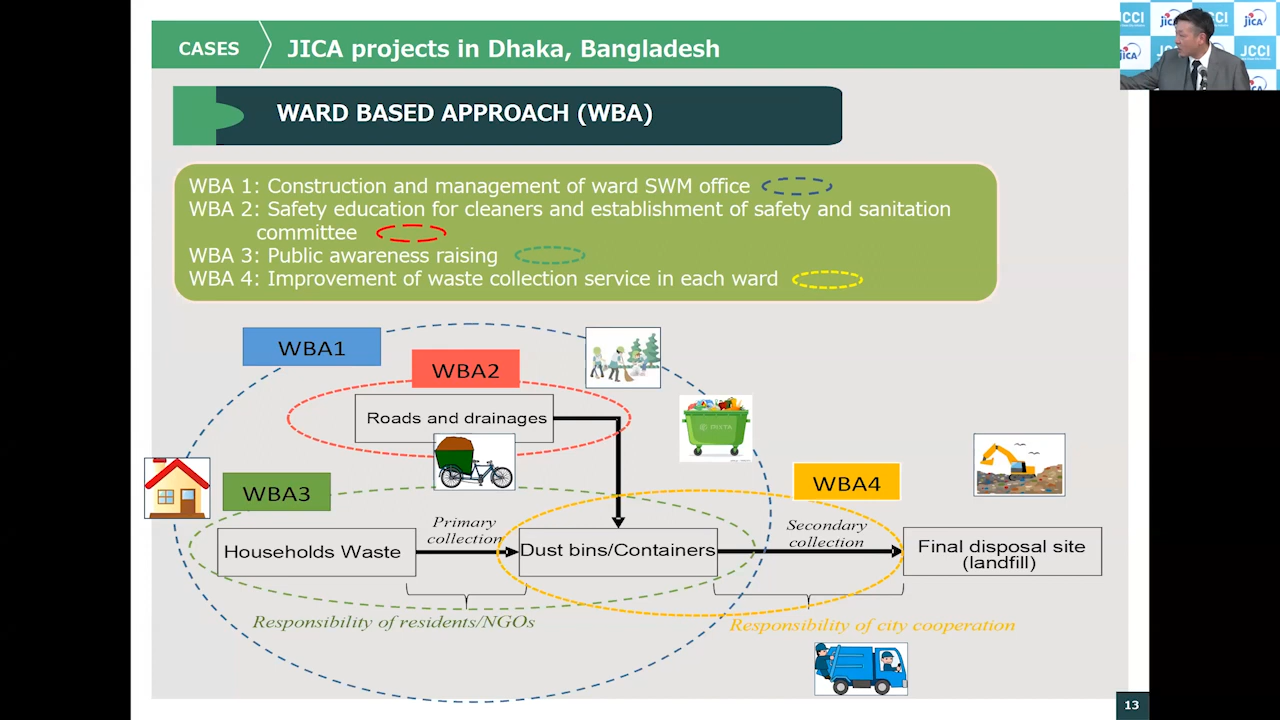 CASES
JICA projects in Dhaka, Bangladesh
JCCI
JICA
JICA
JICA
JCCI
WARD BASED APPROACH (WBA)
WBA 1: Construction and management of ward SWM office
WBA 2: Safety education for cleaners and establishment of safety and sanitation
committee
WBA 3: Public awareness raising
WBA 4: Improvement of waste collection service in each ward
WBA1
WBA2
Roads and drainages
WBA3
WBA4
Primary
collection
Secondary
collection
Households Waste
Dust bins/Containers
Final disposal site
(landfill)
Responsibility of residents/NGOs
Responsibility of city cooperation
13